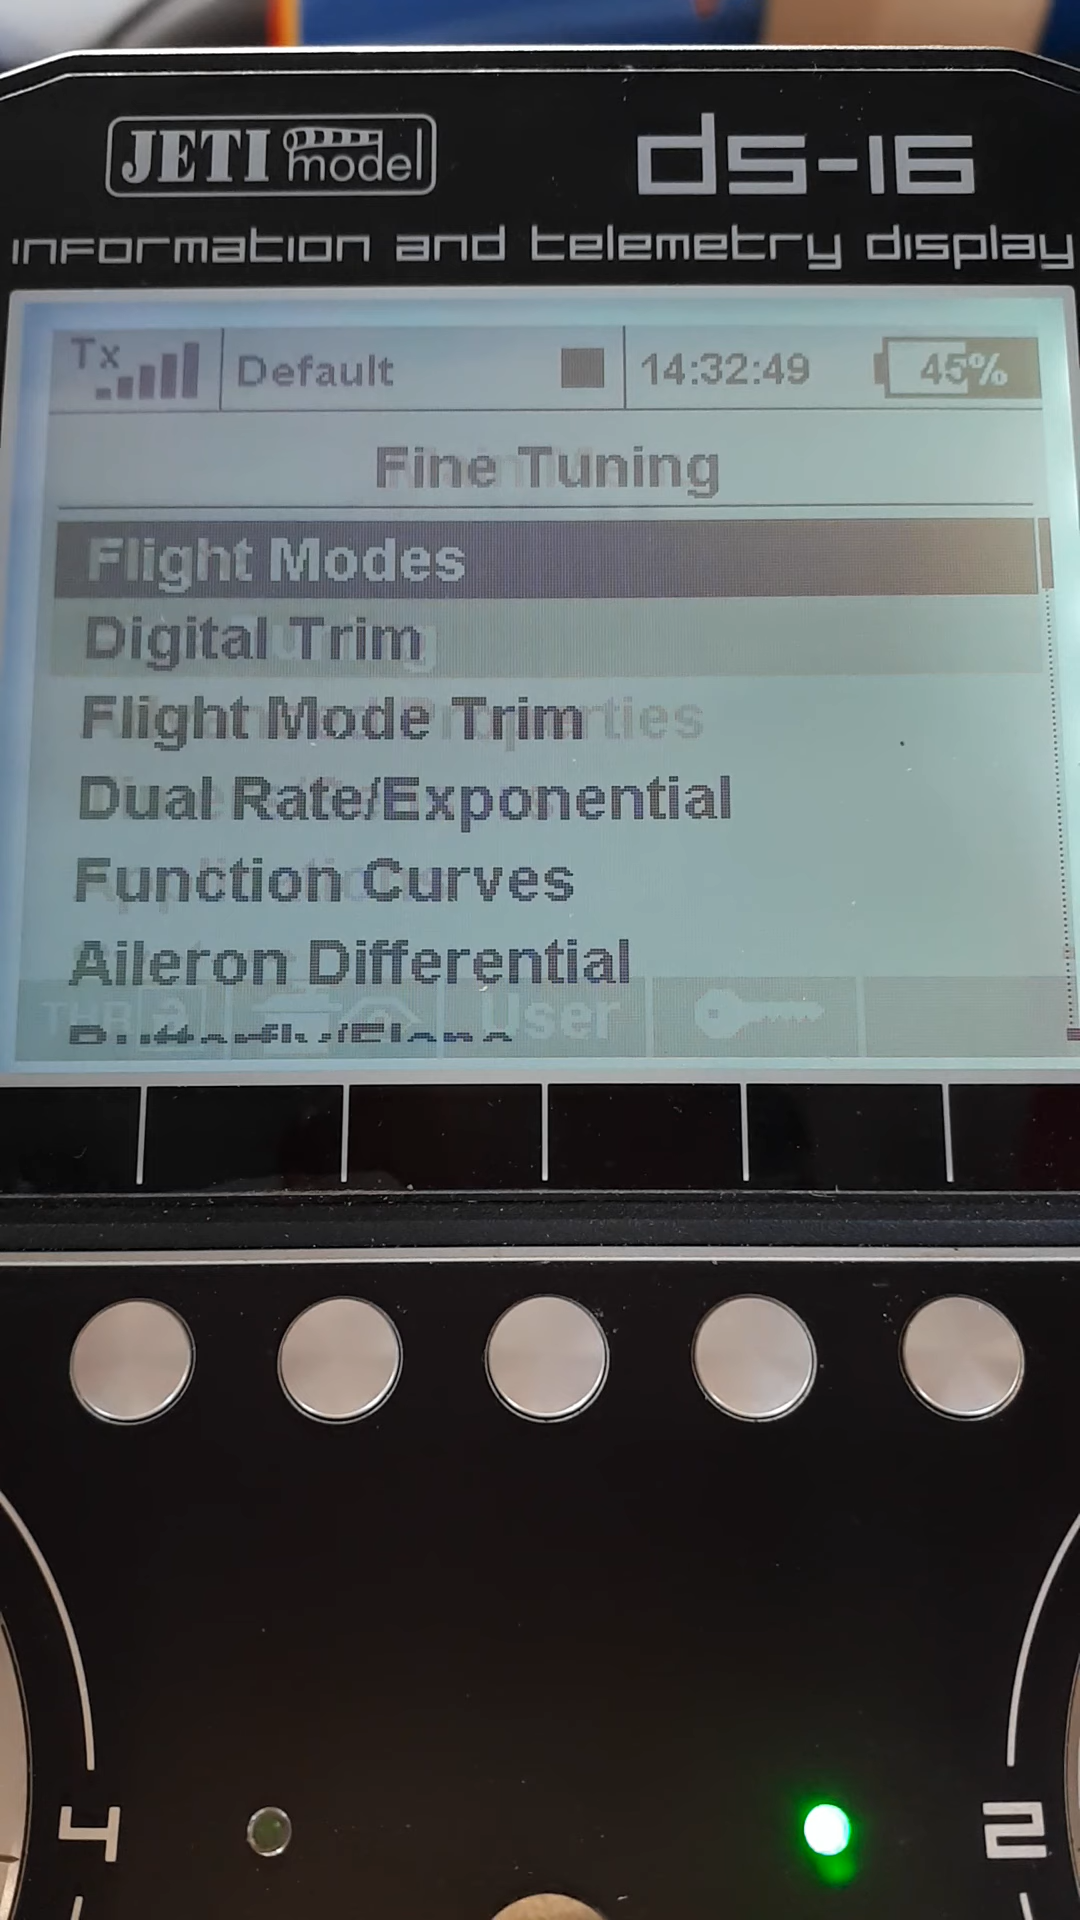 JETI model DS-16
information and telemetry display
Tx Default 14:32:49 45%
Fine Tuning
Flight Modes
Digital Trim
Flight Mode Trim
Dual Rate/Exponential
Function Curves
Aileron Differential
THR User
4 2